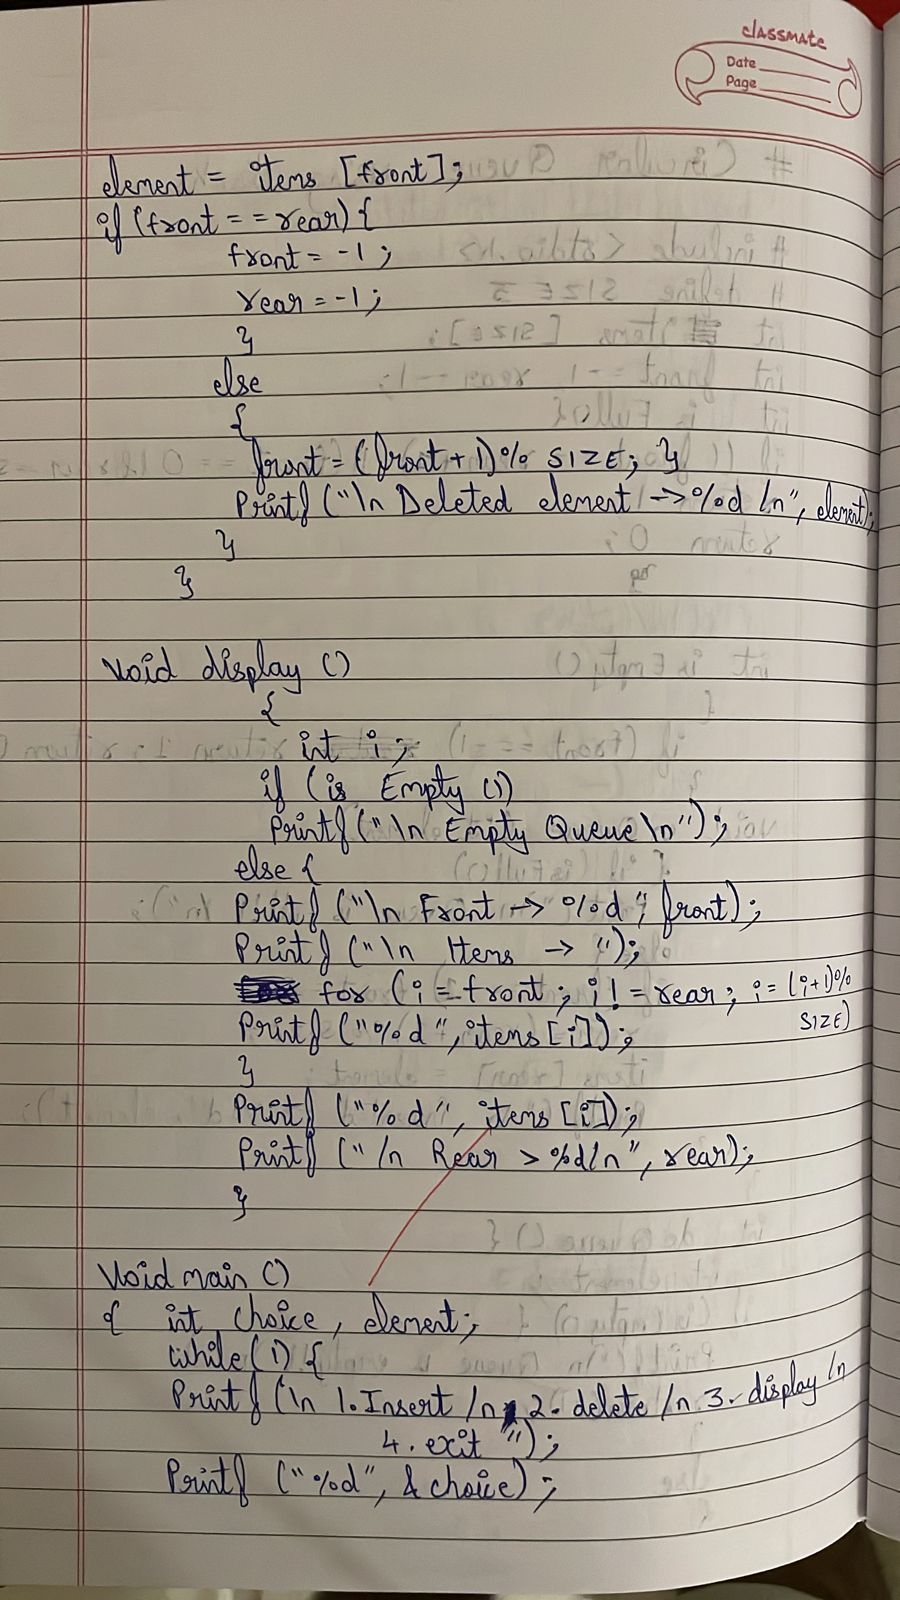 classmate
Date
Page
element = items [front];
if (front == rear) {
front = -1;
rear = -1;
}
else
{
front = (front + 1) % SIZE; }
Printf ("\n Deleted element -> %d /n", element);
}
}
Void display ()
{
int i;
if (is Empty ())
Printf (" \n Empty Queue \n");
else {
Printf ("\n Front -> %d ", front);
Printf ("\n Items -> ");
for (i = front; i != rear; i = (i+1)%
SIZE)
Printf ("%d ", items [i]);
}
Printf ("%d", items [i]);
Printf (" /n Rear > %d/n", rear);
}
Void main ()
{ int choice, element;
while (1) {
Printf (\n 1. Insert /n 2. delete /n 3. display /n
4. exit ");
Printf ("%d", & choice);